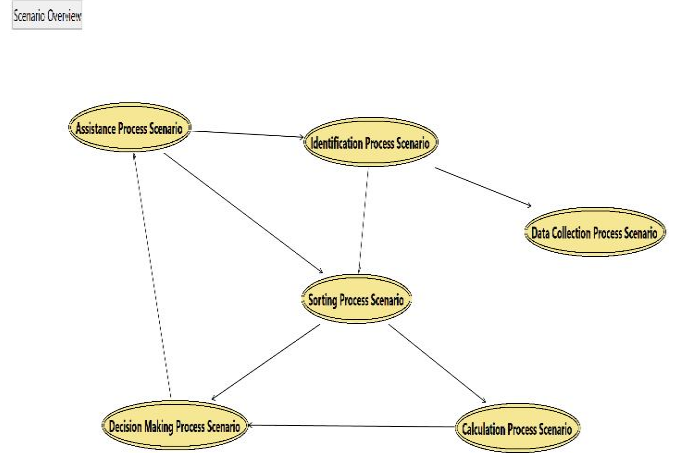 Scenario Overview
Assistance Process Scenario
Identification Process Scenario
Data Collection Process Scenario
Sorting Process Scenario
Decision Making Process Scenario
Calculation Process Scenario